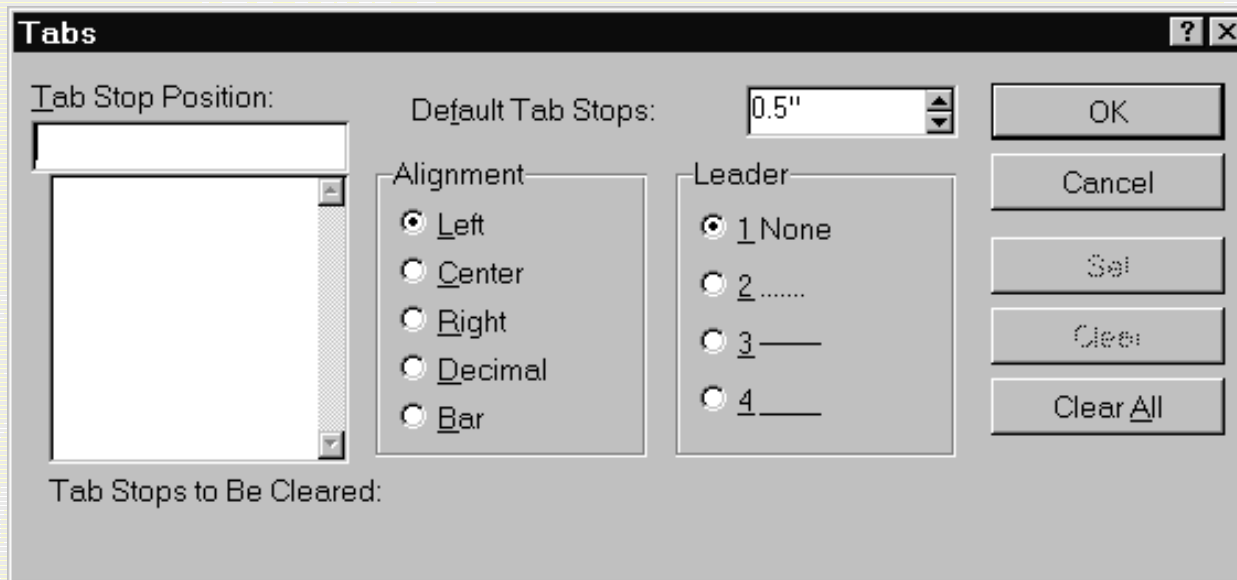 Tabs
Tab Stop Position:
Default Tab Stops:
0.5"
OK
Cancel
Set
Clear
Clear All
Alignment
Left
Center
Right
Decimal
Bar
Leader
1 None
2 .......
3 ——
4 ____
Tab Stops to Be Cleared: